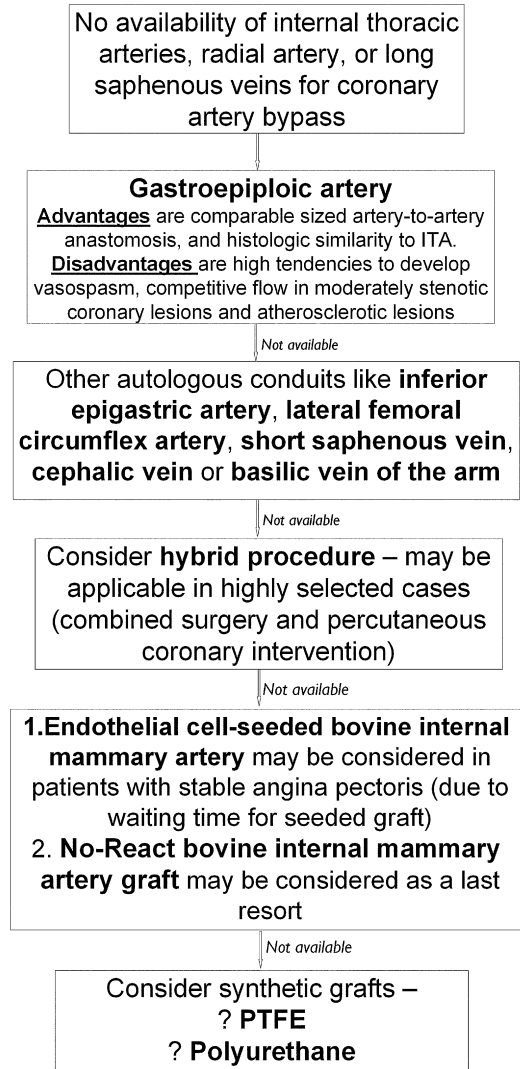 No availability of internal thoracic
arteries, radial artery, or long
saphenous veins for coronary
artery bypass
Gastroepiploic artery
Advantages are comparable sized artery-to-artery
anastomosis, and histologic similarity to ITA.
Disadvantages are high tendencies to develop
vasospasm, competitive flow in moderately stenotic
coronary lesions and atherosclerotic lesions
Not available
Other autologous conduits like inferior
epigastric artery, lateral femoral
circumflex artery, short saphenous vein,
cephalic vein or basilic vein of the arm
Not available
Consider hybrid procedure – may be
applicable in highly selected cases
(combined surgery and percutaneous
coronary intervention)
Not available
1.Endothelial cell-seeded bovine internal
mammary artery may be considered in
patients with stable angina pectoris (due to
waiting time for seeded graft)
2. No-React bovine internal mammary
artery graft may be considered as a last
resort
Not available
Consider synthetic grafts –
? PTFE
? Polyurethane